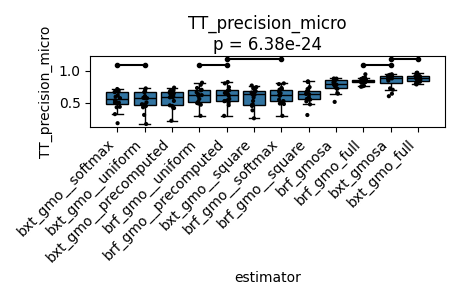 TT_precision_micro
p = 6.38e-24
TT_precision_micro
1.0
0.5
bxt_gmo__softmax
bxt_gmo__uniform
bxt_gmo__precomputed
brf_gmo__uniform
brf_gmo__precomputed
bxt_gmo__square
brf_gmo__softmax
brf_gmo__square
brf_gmosa
brf_gmo_full
bxt_gmosa
bxt_gmo_full
estimator